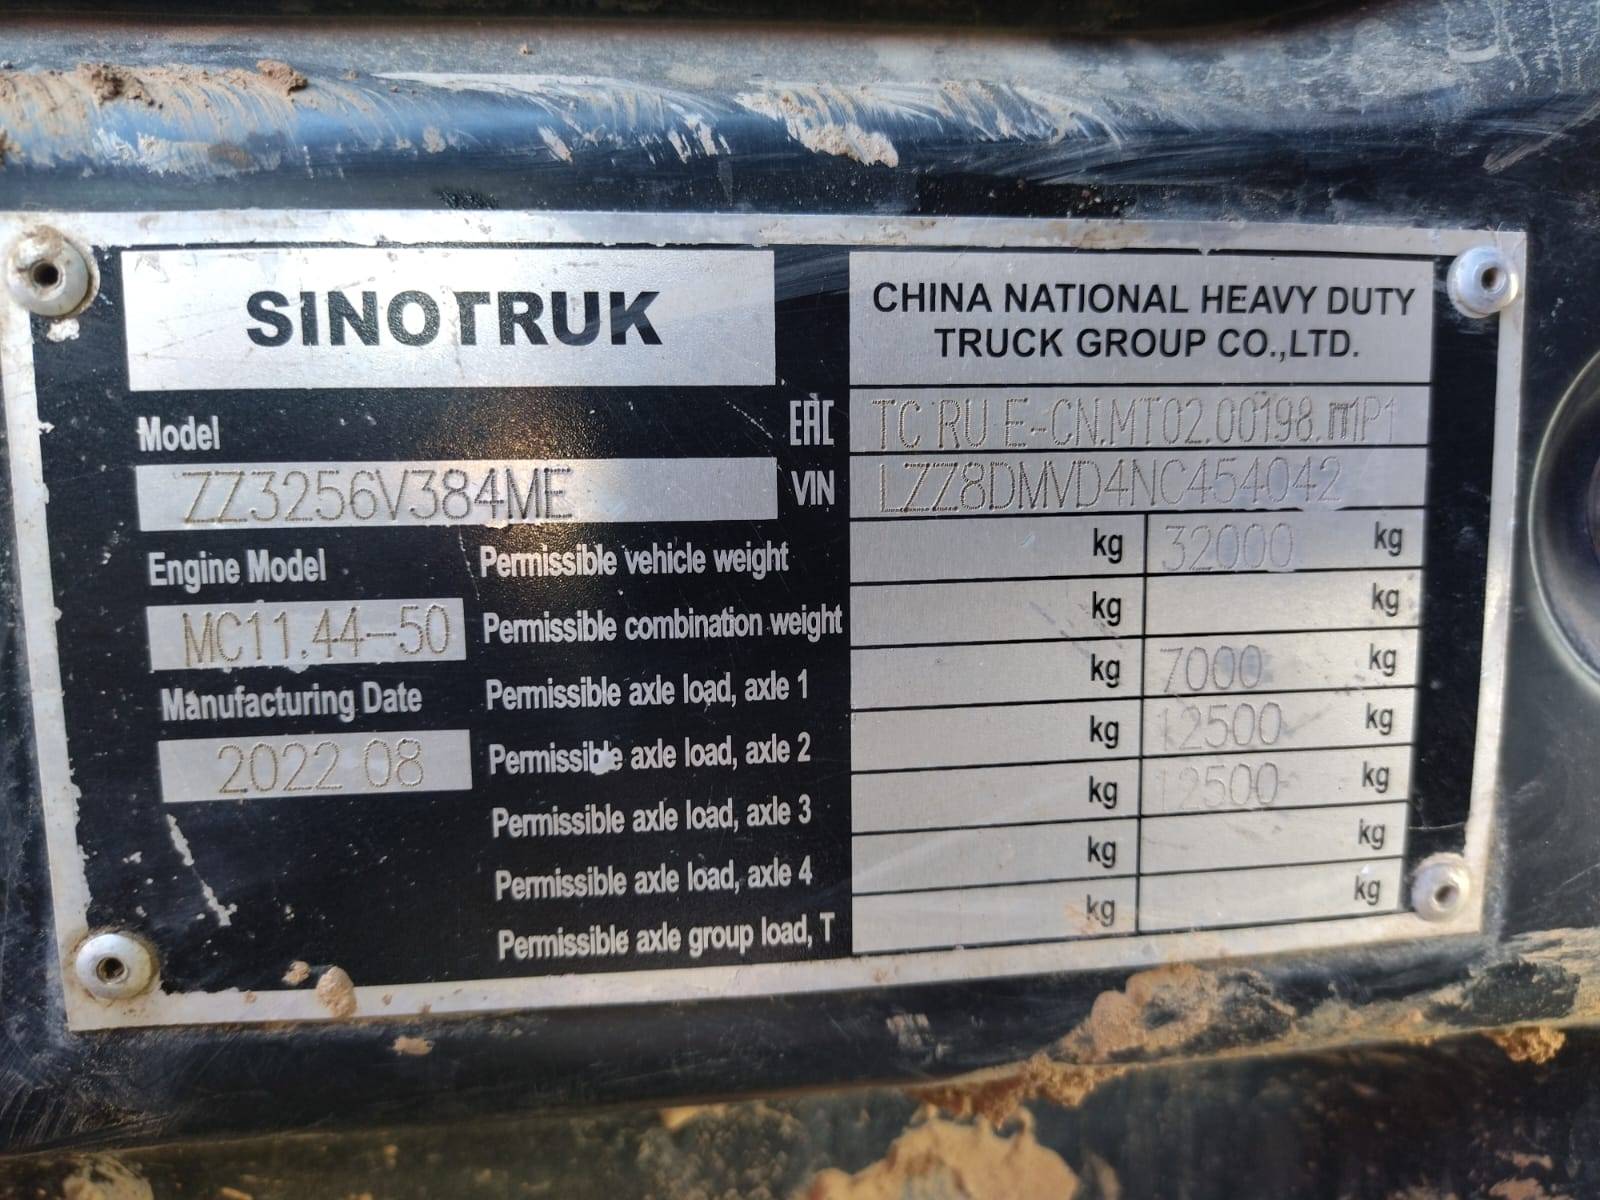 SINOTRUK
CHINA NATIONAL HEAVY DUTY
TRUCK GROUP CO.,LTD.
Model
EAC TC RU E-CN.MT02.00198.П1P1
ZZ3256V384ME
VIN LZZ8DMVD4NC454042
Engine Model
Permissible vehicle weight kg 32000 kg
MC11.44-50
Permissible combination weight kg kg
Manufacturing Date
Permissible axle load, axle 1 kg 7000 kg
2022 08
Permissible axle load, axle 2 kg 12500 kg
Permissible axle load, axle 3 kg 12500 kg
Permissible axle load, axle 4 kg kg
Permissible axle group load, T kg kg